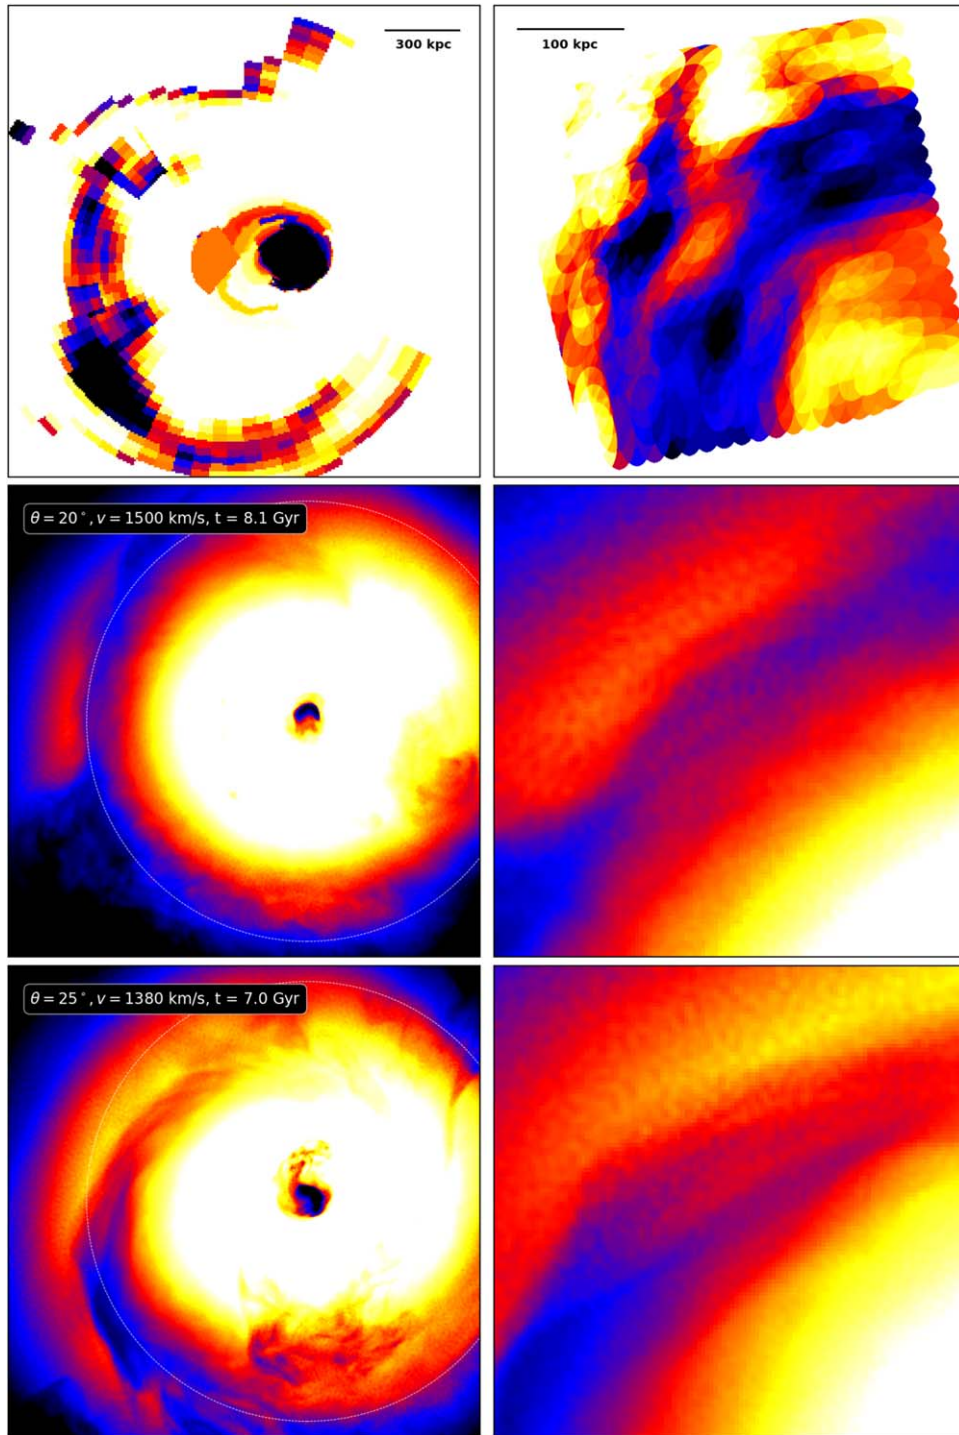 300 kpc
100 kpc
θ = 20°, v = 1500 km/s, t = 8.1 Gyr
θ = 25°, v = 1380 km/s, t = 7.0 Gyr